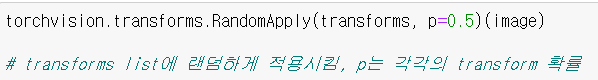 torchvision.transforms.RandomApply(transforms, p=0.5)(image)
# transforms list에 랜덤하게 적용시킴, p는 각각의 transform 확률